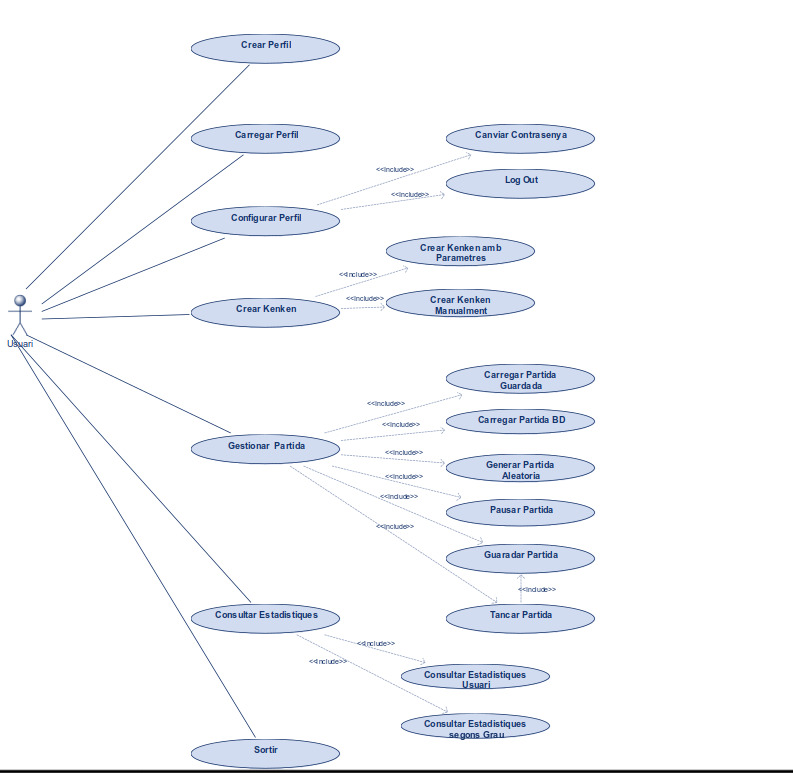 Crear Perfil
Carregar Perfil
Canviar Contrasenya
<<Include>>
Log Out
<<Include>>
Configurar Perfil
Crear Kenken amb
Parametres
<<Include>>
Crear Kenken
<<Include>>
Crear Kenken
Manualment
Usuari
Carregar Partida
Guardada
<<Include>>
Carregar Partida BD
<<Include>>
Gestionar Partida
<<Include>>
Generar Partida
Aleatoria
<<Include>>
<<Include>>
Pausar Partida
<<Include>>
Guaradar Partida
<<Include>>
Consultar Estadistiques
Tancar Partida
<<Include>>
<<Include>>
Consultar Estadistiques
Usuari
Consultar Estadistiques
segons Grau
Sortir